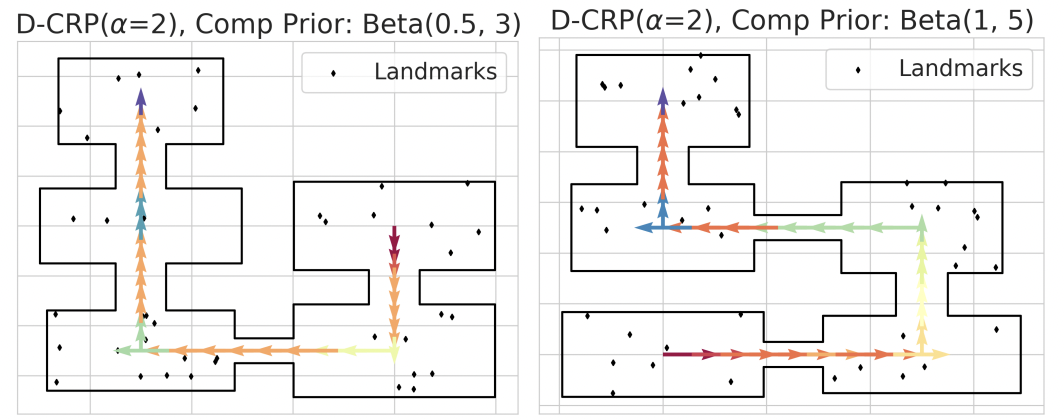 D-CRP(α=2), Comp Prior: Beta(0.5, 3)
Landmarks
D-CRP(α=2), Comp Prior: Beta(1, 5)
Landmarks